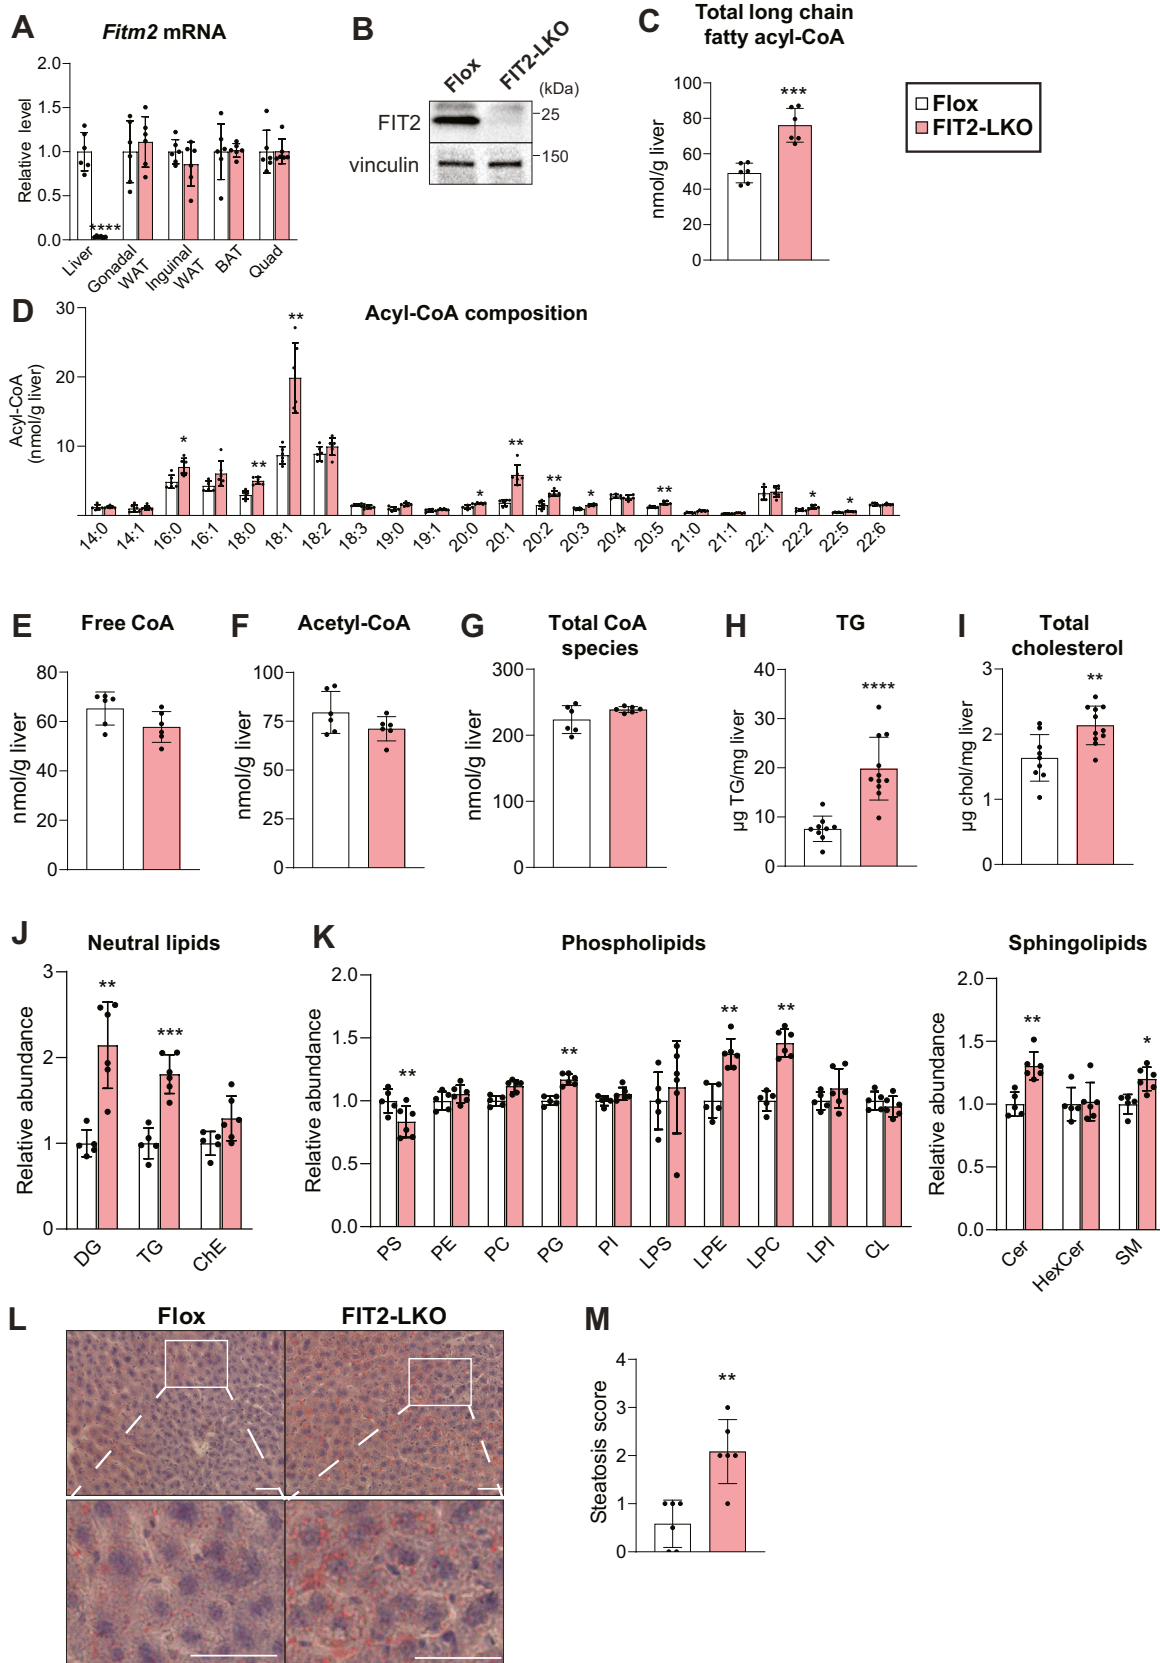 A
Fitm2 mRNA
Relative level
2.0
1.5
1.0
0.5
0.0
****
Liver
Gonadal
WAT
Inguinal
WAT
BAT
Quad
B
Flox
FIT2-LKO
(kDa)
FIT2
25
vinculin
150
C
Total long chain
fatty acyl-CoA
nmol/g liver
100
80
60
40
20
0
***
Flox
FIT2-LKO
D
Acyl-CoA composition
Acyl-CoA
(nmol/g liver)
30
20
10
* ** ** * ** ** * ** * *
14:0 14:1 16:0 16:1 18:0 18:1 18:2 18:3 19:0 19:1 20:0 20:1 20:2 20:3 20:4 20:5 21:0 21:1 22:1 22:2 22:5 22:6
E
Free CoA
nmol/g liver
80
60
40
20
0
F
Acetyl-CoA
nmol/g liver
100
75
50
25
0
G
Total CoA
species
nmol/g liver
300
200
100
0
H
TG
µg TG/mg liver
40
30
20
10
0
****
I
Total
cholesterol
µg chol/mg liver
3
2
1
0
**
J
Neutral lipids
Relative abundance
3
2
1
0
** ***
DG TG ChE
K
Phospholipids
Relative abundance
2.0
1.5
1.0
0.5
0.0
** ** ** **
PS PE PC PG PI LPS LPE LPC LPI CL
Sphingolipids
Relative abundance
2.0
1.5
1.0
0.5
0.0
** *
Cer HexCer SM
L
Flox FIT2-LKO
M
Steatosis score
4
3
2
1
0
**